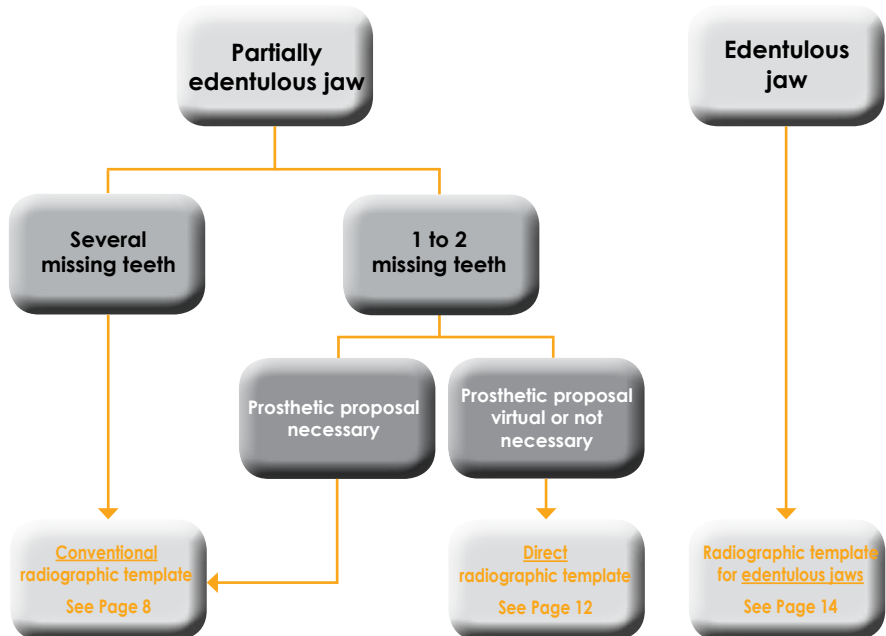 Partially
edentulous jaw
Edentulous
jaw
Several
missing teeth
1 to 2
missing teeth
Prosthetic proposal
necessary
Prosthetic proposal
virtual or not
necessary
Conventional
radiographic template
See Page 8
Direct
radiographic template
See Page 12
Radiographic template
for edentulous jaws
See Page 14